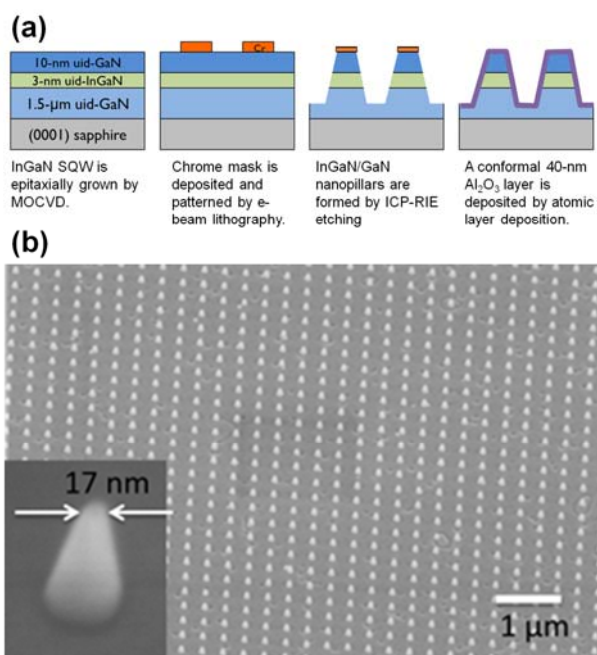 (a)
10-nm uid-GaN
3-nm uid-InGaN
1.5-μm uid-GaN
(0001) sapphire
Cr
InGaN SQW is
epitaxially grown by
MOCVD.
Chrome mask is
deposited and
patterned by e-
beam lithography.
InGaN/GaN
nanopillars are
formed by ICP-RIE
etching
A conformal 40-nm
Al₂O₃ layer is
deposited by atomic
layer deposition.
(b)
17 nm
1 μm